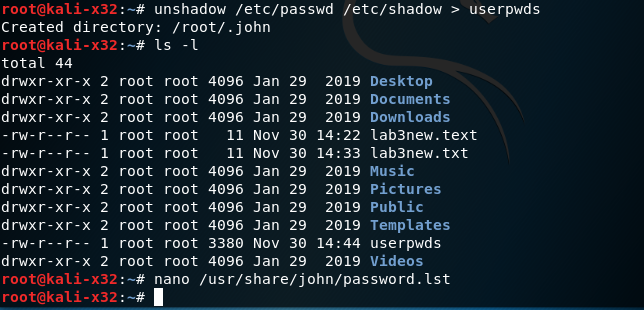 root@kali-x32:~# unshadow /etc/passwd /etc/shadow > userpwds
Created directory: /root/.john
root@kali-x32:~# ls -l
total 44
drwxr-xr-x 2 root root 4096 Jan 29  2019 Desktop
drwxr-xr-x 2 root root 4096 Jan 29  2019 Documents
drwxr-xr-x 2 root root 4096 Jan 29  2019 Downloads
-rw-r--r-- 1 root root   11 Nov 30 14:22 lab3new.text
-rw-r--r-- 1 root root   11 Nov 30 14:33 lab3new.txt
drwxr-xr-x 2 root root 4096 Jan 29  2019 Music
drwxr-xr-x 2 root root 4096 Jan 29  2019 Pictures
drwxr-xr-x 2 root root 4096 Jan 29  2019 Public
drwxr-xr-x 2 root root 4096 Jan 29  2019 Templates
-rw-r--r-- 1 root root 3380 Nov 30 14:44 userpwds
drwxr-xr-x 2 root root 4096 Jan 29  2019 Videos
root@kali-x32:~# nano /usr/share/john/password.lst
root@kali-x32:~#